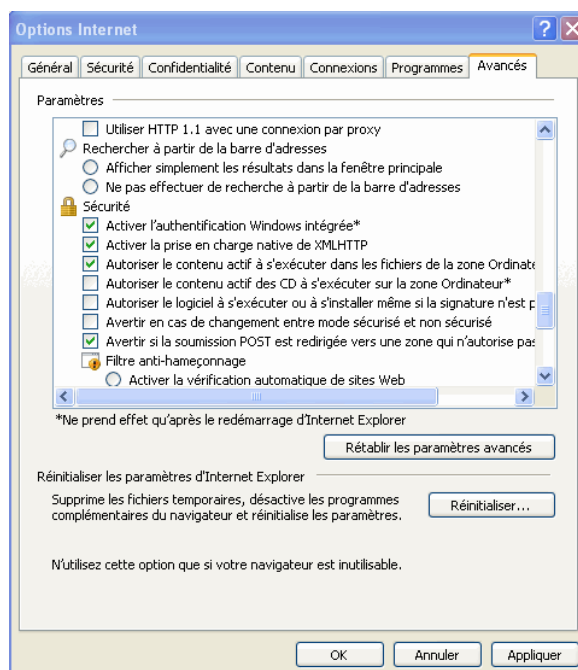 Options Internet
Général Sécurité Confidentialité Contenu Connexions Programmes Avancés
Paramètres
Utiliser HTTP 1.1 avec une connexion par proxy
Rechercher à partir de la barre d'adresses
Afficher simplement les résultats dans la fenêtre principale
Ne pas effectuer de recherche à partir de la barre d'adresses
Sécurité
Activer l'authentification Windows intégrée*
Activer la prise en charge native de XMLHTTP
Autoriser le contenu actif à s'exécuter dans les fichiers de la zone Ordinate
Autoriser le contenu actif des CD à s'exécuter sur la zone Ordinateur*
Autoriser le logiciel à s'exécuter ou à s'installer même si la signature n'est p
Avertir en cas de changement entre mode sécurisé et non sécurisé
Avertir si la soumission POST est redirigée vers une zone qui n'autorise pas
Filtre anti-hameçonnage
Activer la vérification automatique de sites Web
*Ne prend effet qu'après le redémarrage d'Internet Explorer
Rétablir les paramètres avancés
Réinitialiser les paramètres d'Internet Explorer
Supprime les fichiers temporaires, désactive les programmes
complémentaires du navigateur et réinitialise les paramètres.
Réinitialiser...
N'utilisez cette option que si votre navigateur est inutilisable.
OK Annuler Appliquer